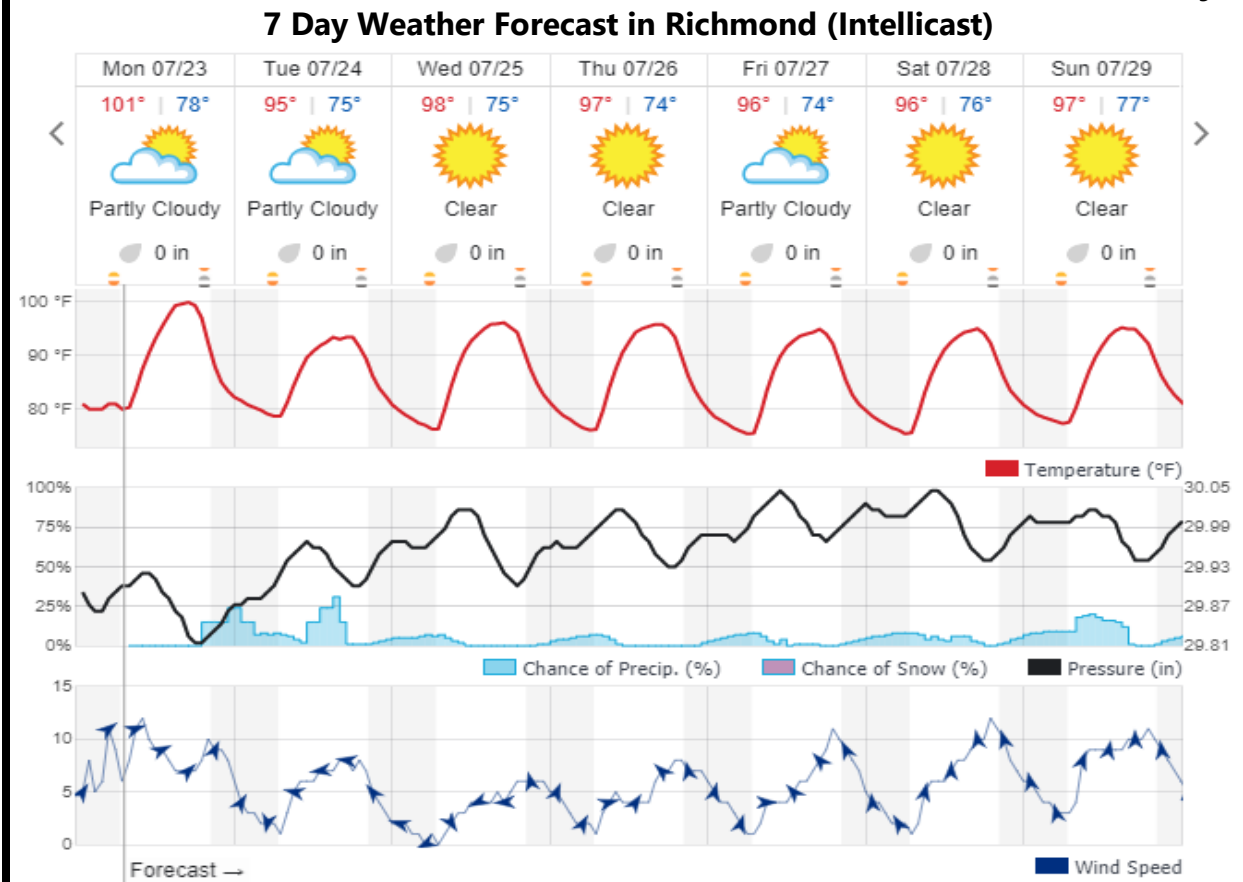 7 Day Weather Forecast in Richmond (Intellicast)
Mon 07/23 Tue 07/24 Wed 07/25 Thu 07/26 Fri 07/27 Sat 07/28 Sun 07/29
101° | 78° 95° | 75° 98° | 75° 97° | 74° 96° | 74° 96° | 76° 97° | 77°
Partly Cloudy Partly Cloudy Clear Clear Partly Cloudy Clear Clear
0 in 0 in 0 in 0 in 0 in 0 in 0 in
100 °F
90 °F
80 °F
Temperature (°F)
100% 30.05
75% 29.99
50% 29.93
25% 29.87
0% 29.81
Chance of Precip. (%) Chance of Snow (%) Pressure (in)
15
10
5
0
Forecast → Wind Speed